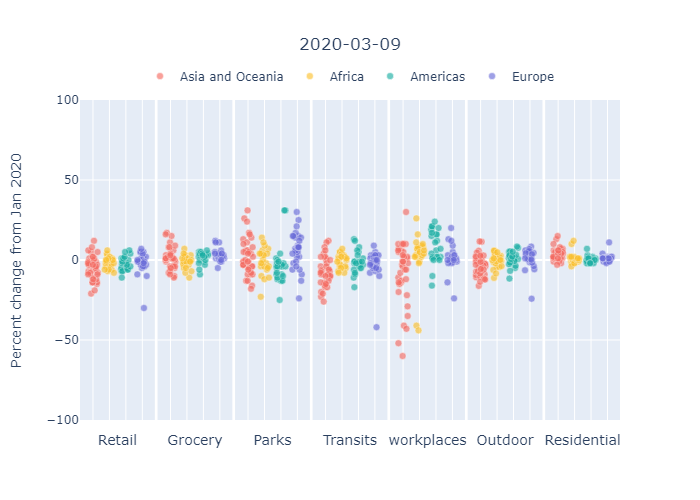 2020-03-09
Asia and Oceania Africa Americas Europe
Percent change from Jan 2020
100
50
0
−50
−100
Retail Grocery Parks Transits workplaces Outdoor Residential